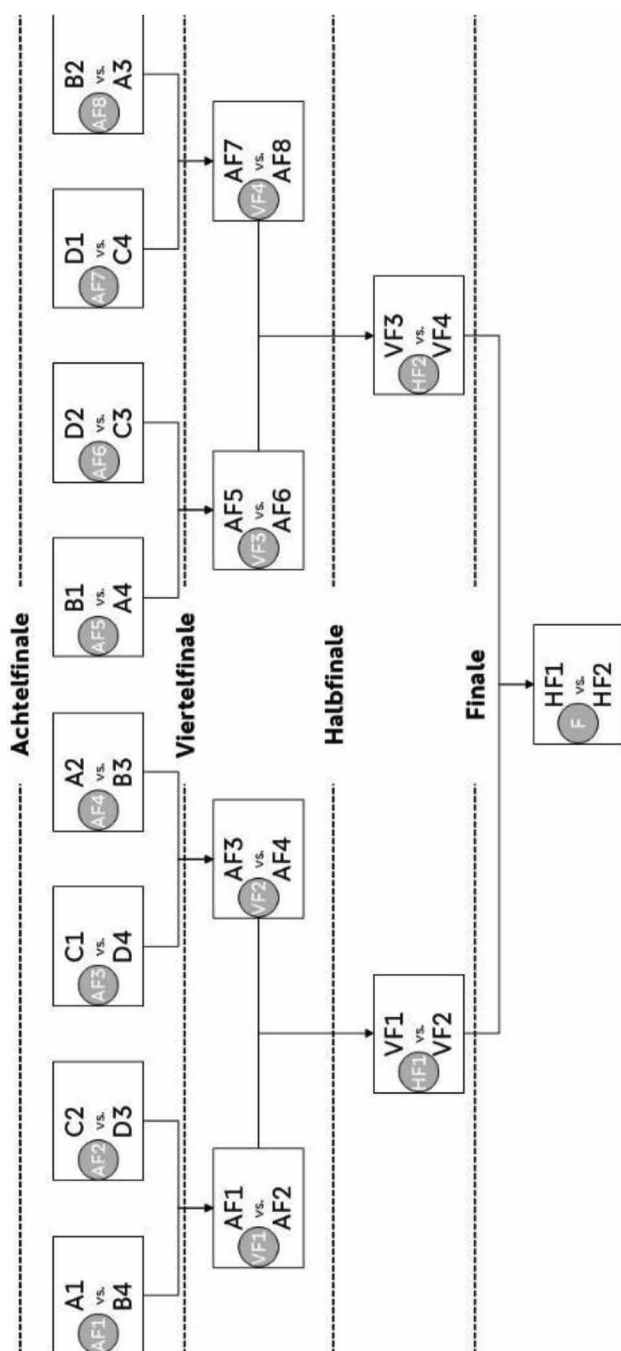 Achtelfinale
AF1
A1
vs.
B4
AF2
C2
vs.
D3
AF3
C1
vs.
D4
AF4
A2
vs.
B3
AF5
B1
vs.
A4
AF6
D2
vs.
C3
AF7
D1
vs.
C4
AF8
B2
vs.
A3
Viertelfinale
VF1
AF1
vs.
AF2
VF2
AF3
vs.
AF4
VF3
AF5
vs.
AF6
VF4
AF7
vs.
AF8
Halbfinale
HF1
VF1
vs.
VF2
HF2
VF3
vs.
VF4
Finale
F
HF1
vs.
HF2